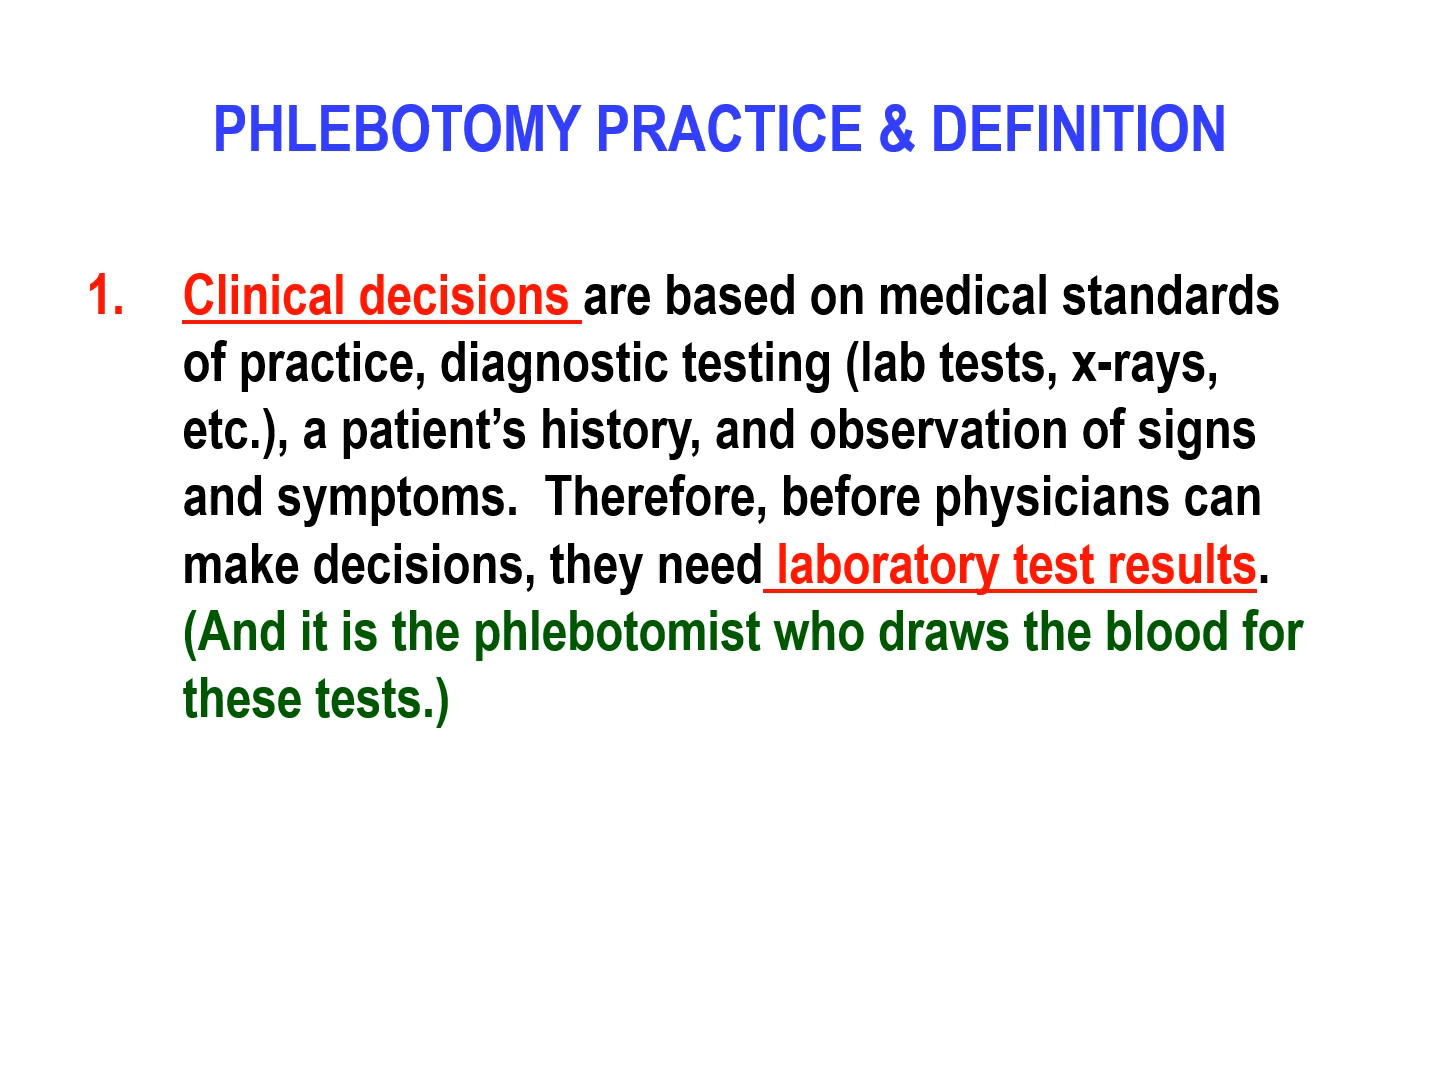 PHLEBOTOMY PRACTICE & DEFINITION
1. Clinical decisions are based on medical standards
of practice, diagnostic testing (lab tests, x-rays,
etc.), a patient’s history, and observation of signs
and symptoms.  Therefore, before physicians can
make decisions, they need laboratory test results.
(And it is the phlebotomist who draws the blood for
these tests.)